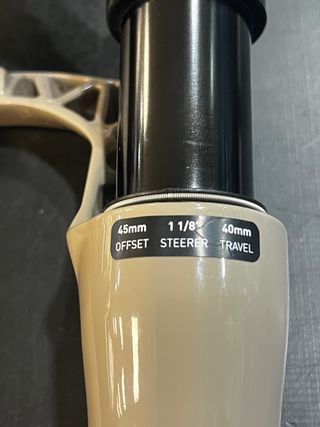 45mm 1 1/8" 40mm
OFFSET STEERER TRAVEL